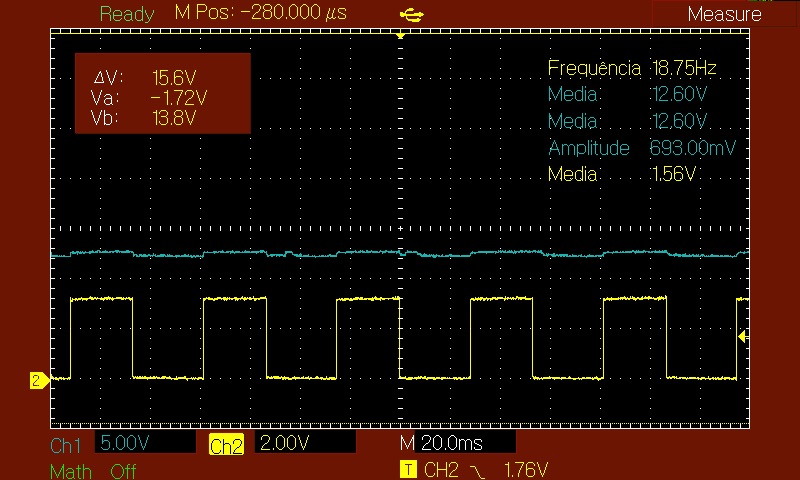 Ready M Pos: -280.000 μs Measure
ΔV: 15.6V
Va: -1.72V
Vb: 13.8V
Frequência 18.75Hz
Media: 12.60V
Media: 12.60V
Amplitude 693.00mV
Media: 1.56V
2
Ch1 5.00V Ch2 2.00V M 20.0ms
Math Off T CH2 1.76V